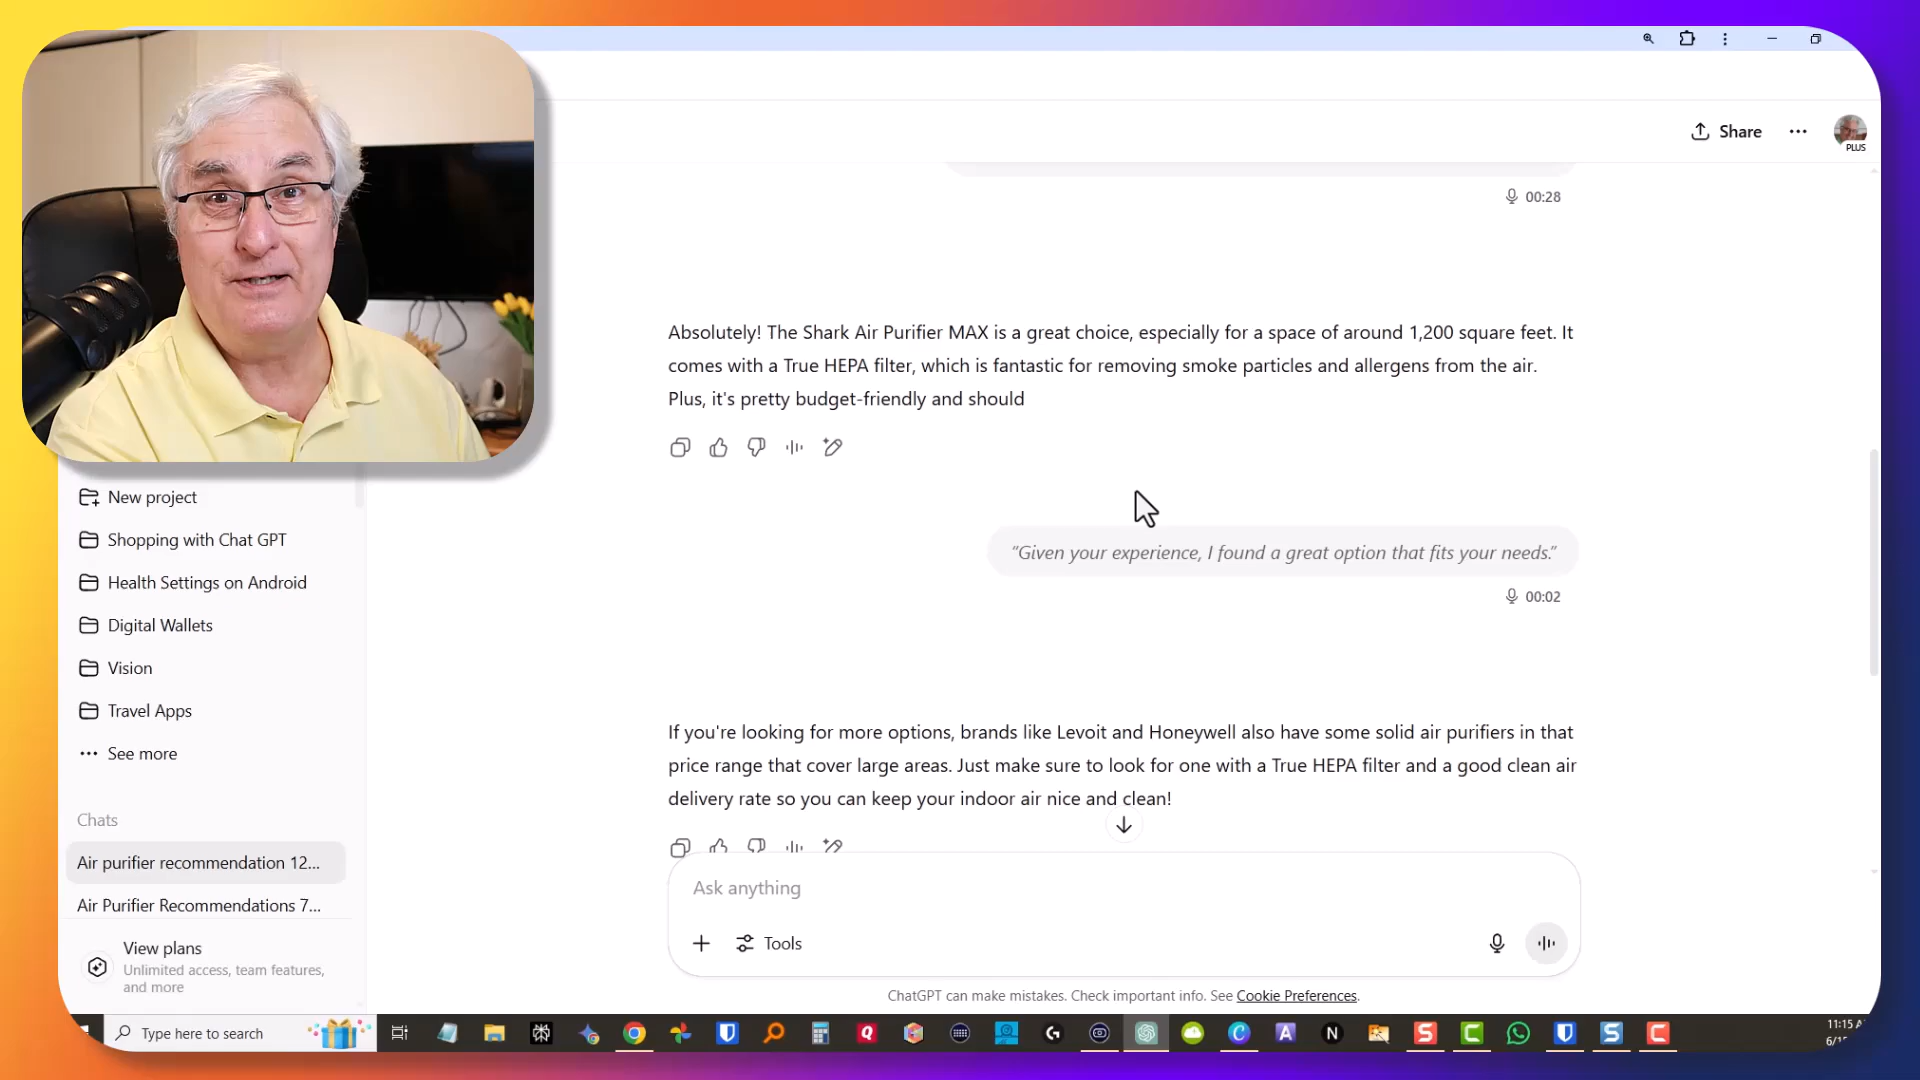 Share
PLUS
00:28
Absolutely! The Shark Air Purifier MAX is a great choice, especially for a space of around 1,200 square feet. It
comes with a True HEPA filter, which is fantastic for removing smoke particles and allergens from the air.
Plus, it's pretty budget-friendly and should
“Given your experience, I found a great option that fits your needs.”
00:02
If you're looking for more options, brands like Levoit and Honeywell also have some solid air purifiers in that
price range that cover large areas. Just make sure to look for one with a True HEPA filter and a good clean air
delivery rate so you can keep your indoor air nice and clean!
New project
Shopping with Chat GPT
Health Settings on Android
Digital Wallets
Vision
Travel Apps
See more
Chats
Air purifier recommendation 12...
Air Purifier Recommendations 7...
View plans
Unlimited access, team features,
and more
Ask anything
Tools
ChatGPT can make mistakes. Check important info. See Cookie Preferences.
Type here to search
11:15